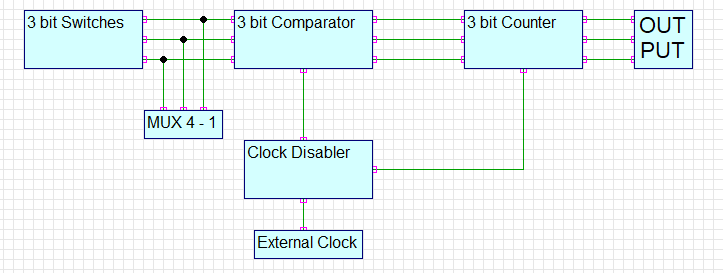 3 bit Switches
3 bit Comparator
3 bit Counter
OUT
PUT
MUX 4 - 1
Clock Disabler
External Clock